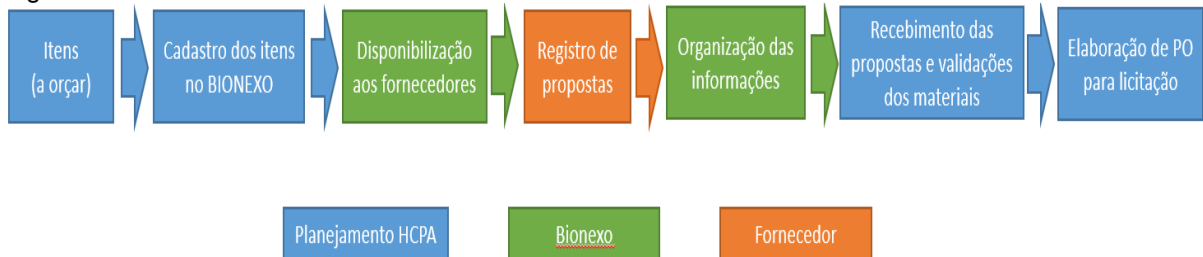 Itens
(a orçar)
Cadastro dos itens
no BIONEXO
Disponibilização
aos fornecedores
Registro de
propostas
Organização das
informações
Recebimento das
propostas e validações
dos materiais
Elaboração de PO
para licitação
Planejamento HCPA
Bionexo
Fornecedor